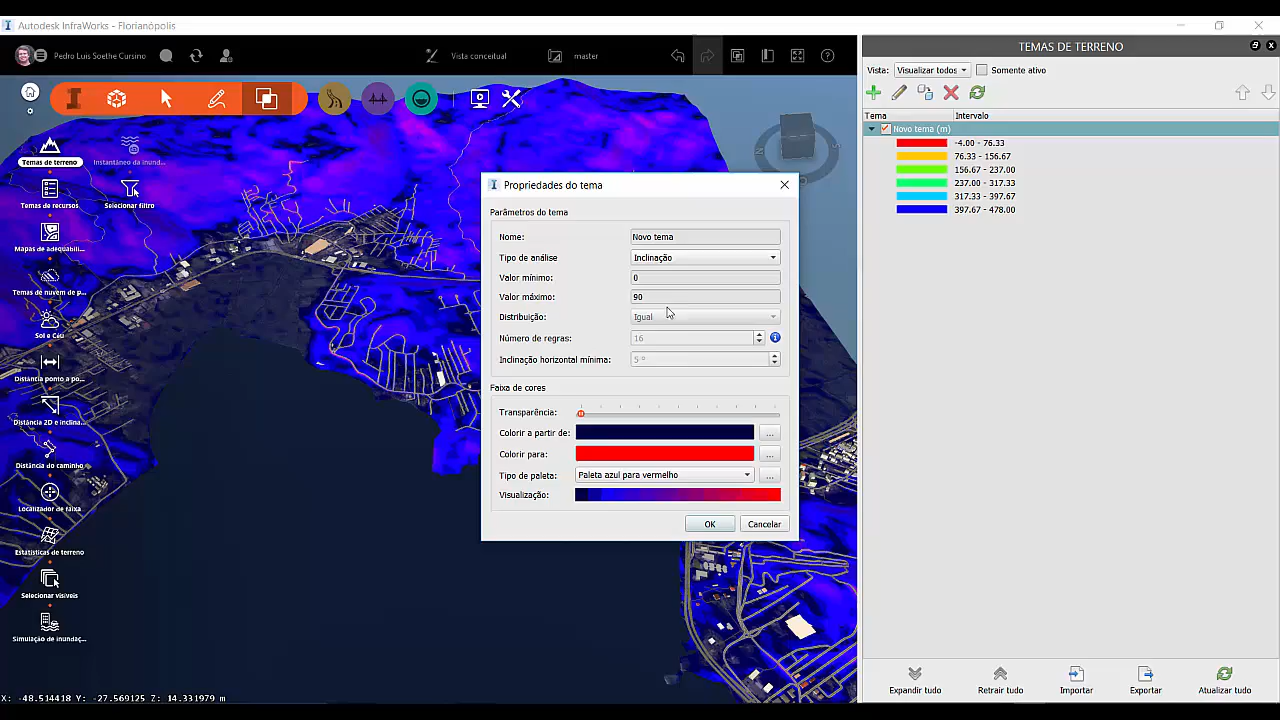 Autodesk InfraWorks - Florianópolis
Pedro Luis Soethe Cursino
Vista conceitual
master
TEMAS DE TERRENO
Vista: Visualizar todos
Somente ativo
Tema Intervalo
Novo tema (m)
-4.00 - 76.33
76.33 - 156.67
156.67 - 237.00
237.00 - 317.33
317.33 - 397.67
397.67 - 478.00
Temas de terreno
Instantâneo da inund...
Temas de recursos
Selecionar filtro
Mapas de adequabili...
Temas de nuvem de p...
Sol e Céu
Distância ponto a po...
Distância 2D e inclina...
Distância do caminho
Localizador de faixa
Estatísticas de terreno
Selecionar visíveis
Simulação de inundaç...
Propriedades do tema
Parâmetros do tema
Nome: Novo tema
Tipo de análise Inclinação
Valor mínimo: 0
Valor máximo: 90
Distribuição: Igual
Número de regras: 16
Inclinação horizontal mínima: 5 º
Faixa de cores
Transparência:
Colorir a partir de: ...
Colorir para: ...
Tipo de paleta: Paleta azul para vermelho ...
Visualização:
OK Cancelar
X: -48.514418 Y: -27.569125 Z: 14.331979 m
Expandir tudo
Retrair tudo
Importar
Exportar
Atualizar tudo